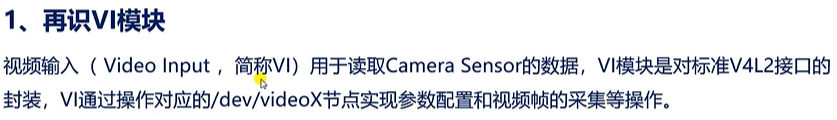 1、再识VI模块
视频输入（ Video Input ，简称VI）用于读取Camera Sensor的数据，VI模块是对标准V4L2接口的
封装，VI通过操作对应的/dev/videoX节点实现参数配置和视频帧的采集等操作。